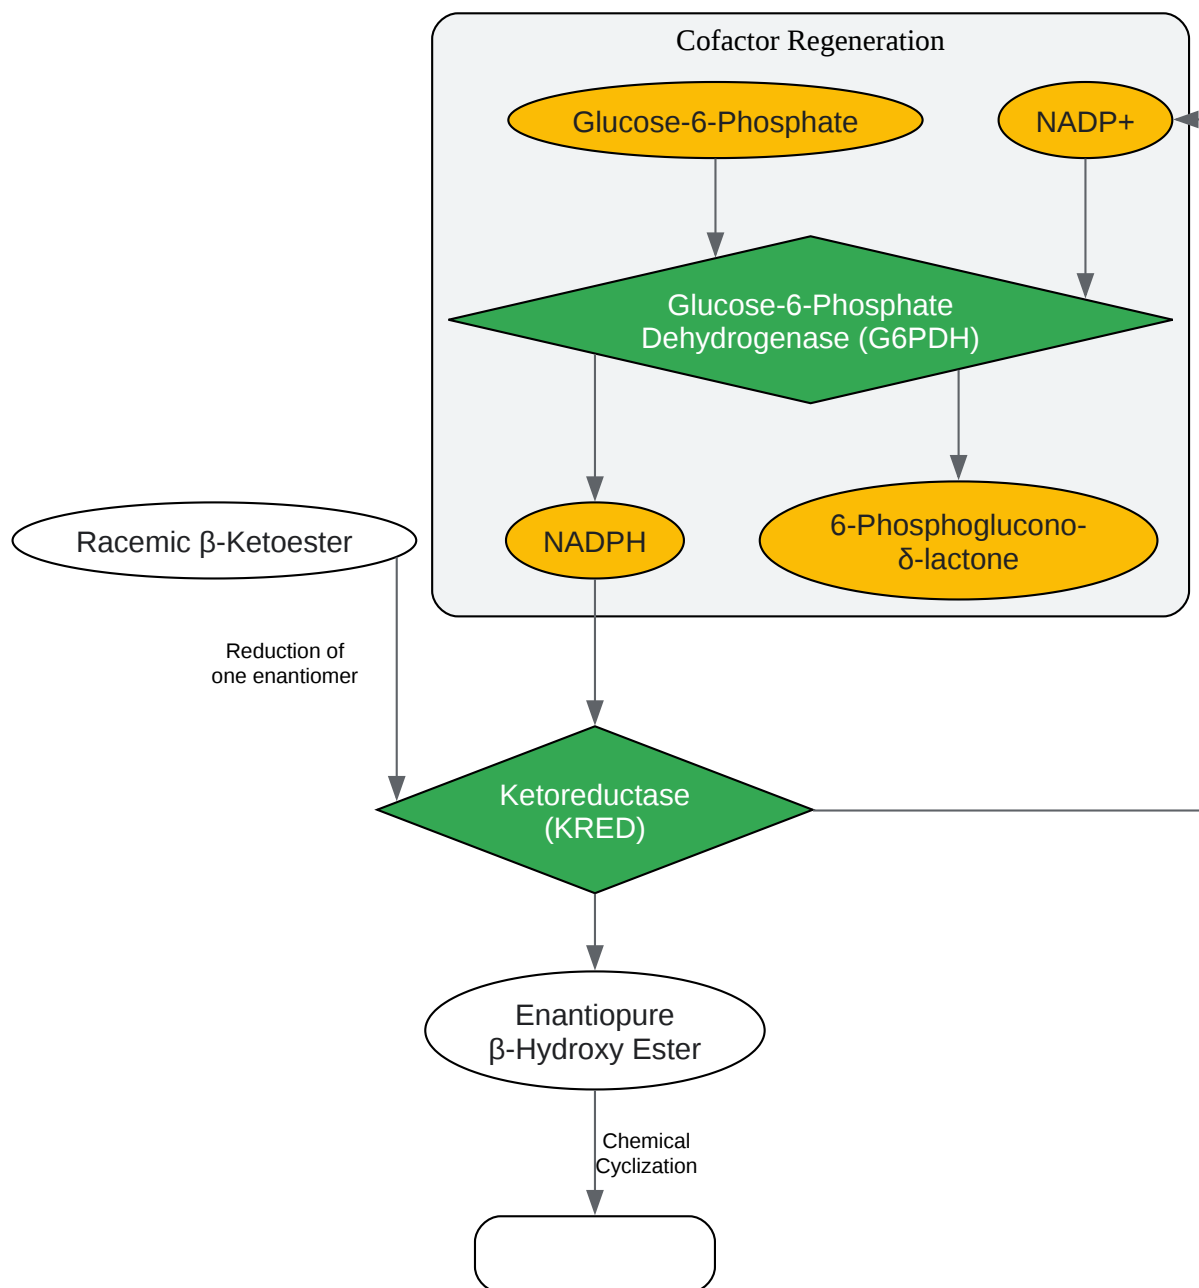 Cofactor Regeneration
Glucose-6-Phosphate
NADP+
Glucose-6-Phosphate
Dehydrogenase (G6PDH)
Racemic β-Ketoester
NADPH
6-Phosphoglucono-
δ-lactone
Reduction of
one enantiomer
Ketoreductase
(KRED)
Enantiopure
β-Hydroxy Ester
Chemical
Cyclization